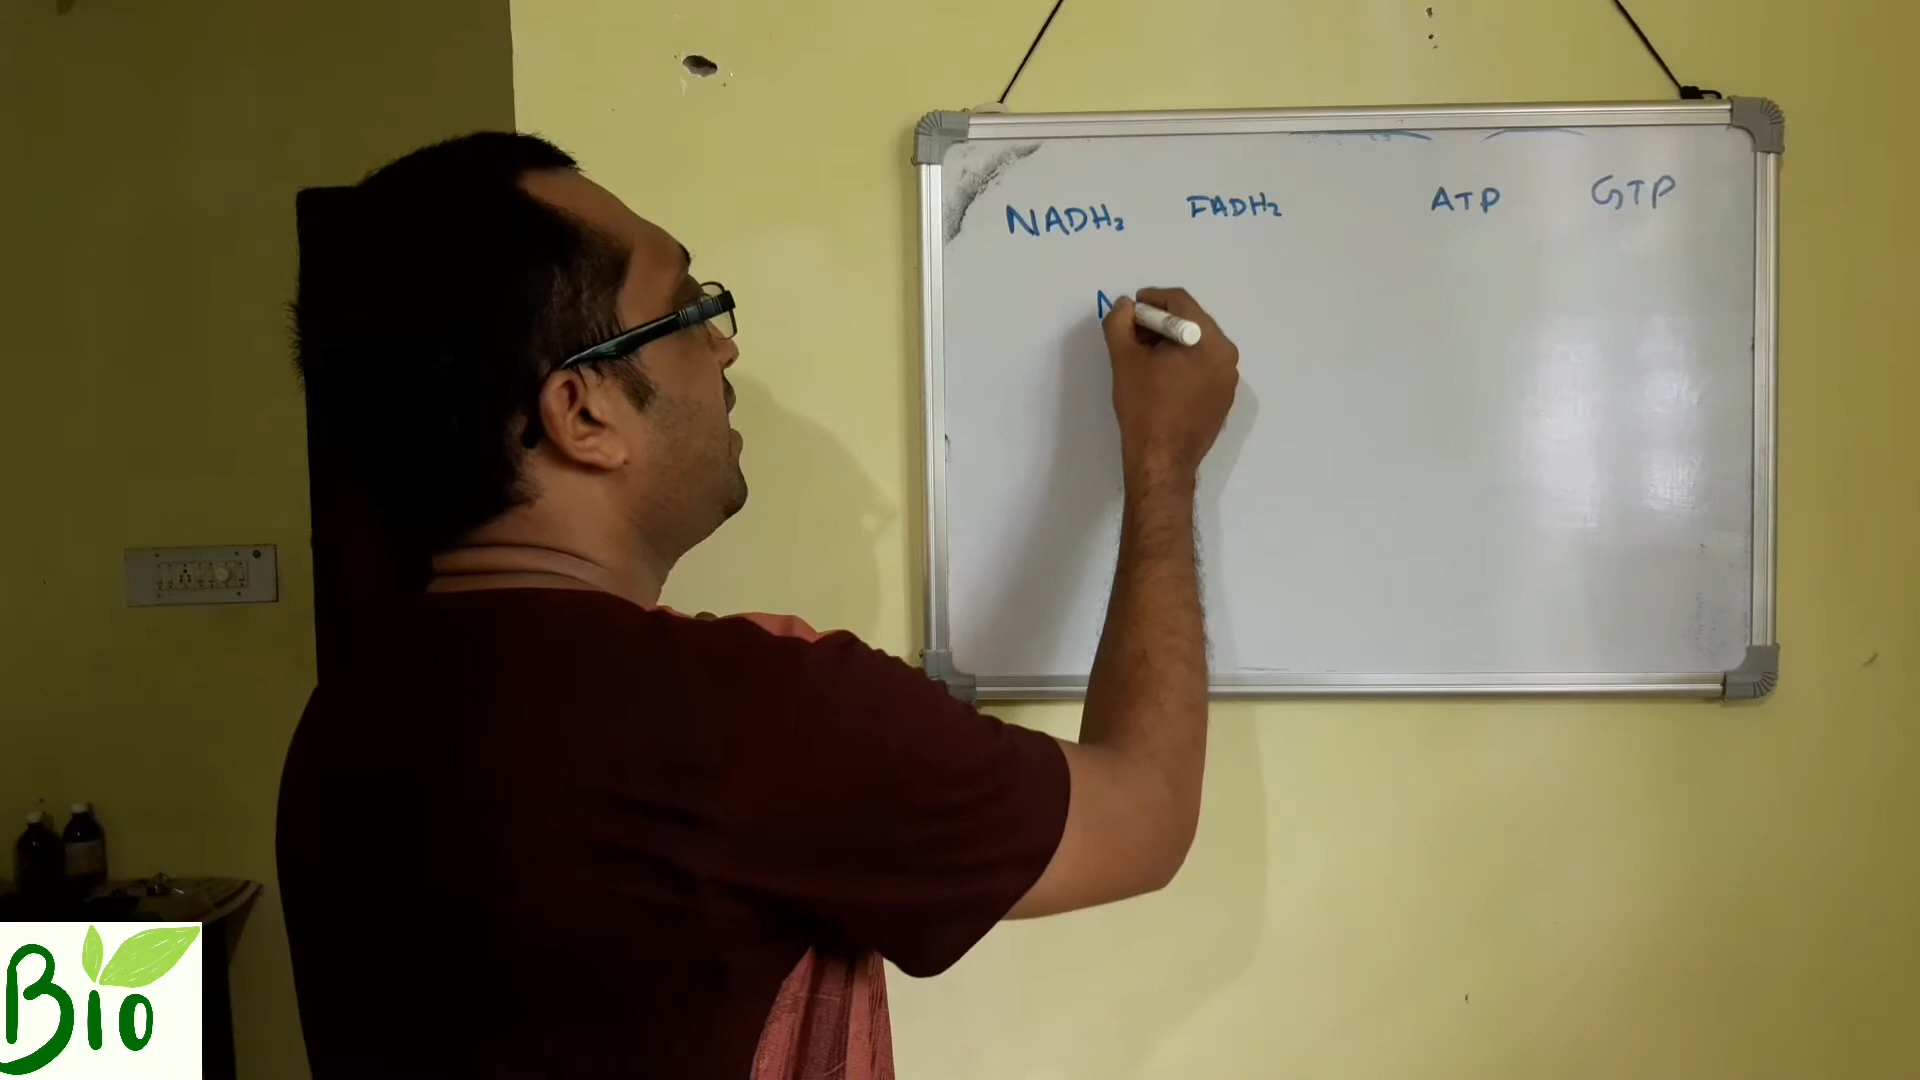 NADH₂ FADH₂ ATP GTP
N
Bio